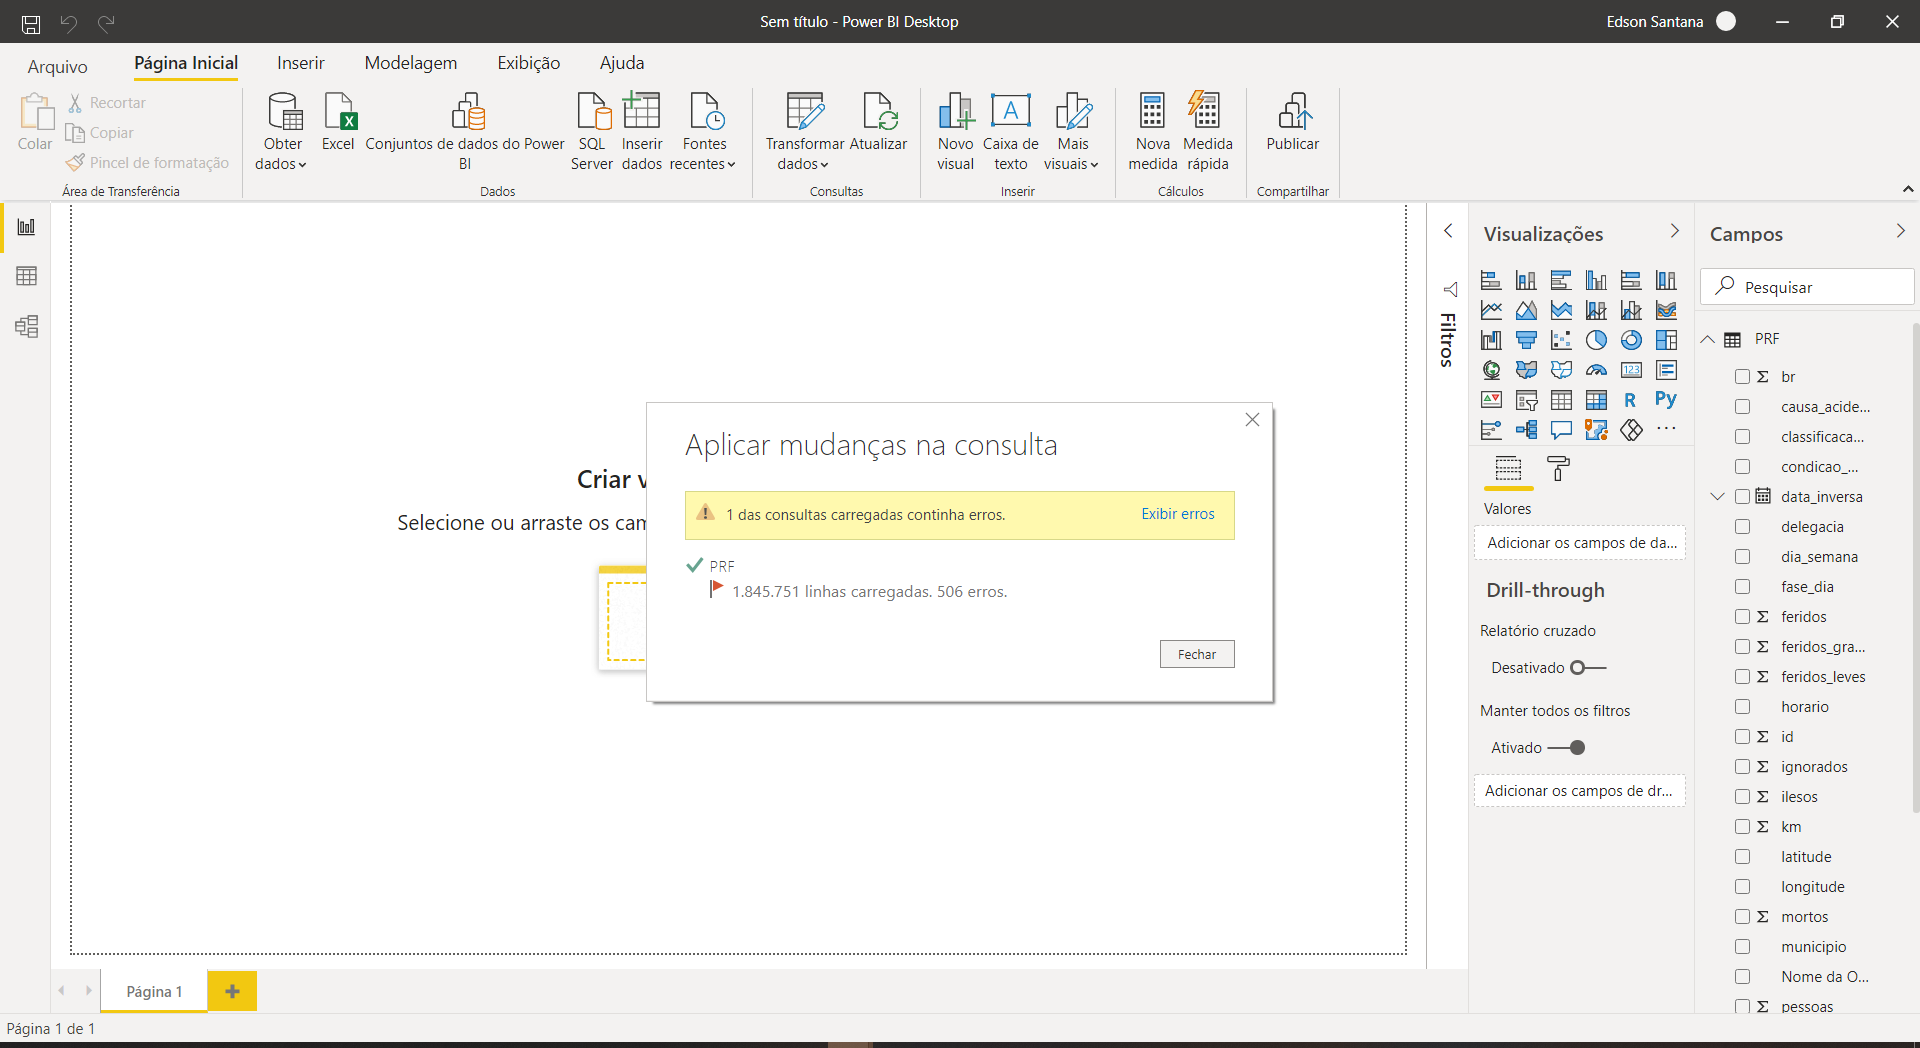 Sem título - Power BI Desktop
Edson Santana
Arquivo
Página Inicial
Inserir
Modelagem
Exibição
Ajuda
Colar
Recortar
Copiar
Pincel de formatação
Área de Transferência
Obter
dados
Excel
Conjuntos de dados do Power
BI
SQL
Server
Inserir
dados
Fontes
recentes
Dados
Transformar
dados
Atualizar
Consultas
Novo
visual
Caixa de
texto
Mais
visuais
Inserir
Nova
medida
Medida
rápida
Cálculos
Publicar
Compartilhar
Criar v
Selecione ou arraste os cam
Aplicar mudanças na consulta
1 das consultas carregadas continha erros.
Exibir erros
PRF
1.845.751 linhas carregadas. 506 erros.
Fechar
Filtros
Visualizações
123
R
Py
Valores
Adicionar os campos de da...
Drill-through
Relatório cruzado
Desativado
Manter todos os filtros
Ativado
Adicionar os campos de dr...
Campos
Pesquisar
PRF
br
causa_acide...
classificaca...
condicao_...
data_inversa
delegacia
dia_semana
fase_dia
feridos
feridos_gra...
feridos_leves
horario
id
ignorados
ilesos
km
latitude
longitude
mortos
municipio
Nome da O...
pessoas
Página 1
Página 1 de 1